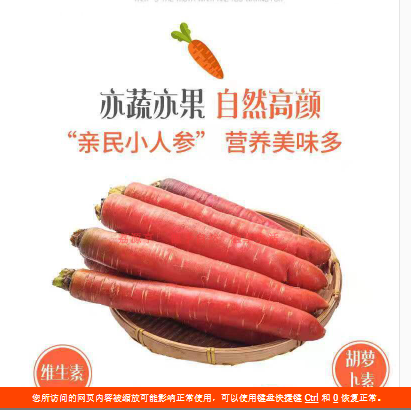 亦蔬亦果 自然高颜
“亲民小人参” 营养美味多
维生素
胡萝
卜素
您所访问的网页内容被缩放可能影响正常使用，可以使用键盘快捷键 Ctrl 和 0 恢复正常。